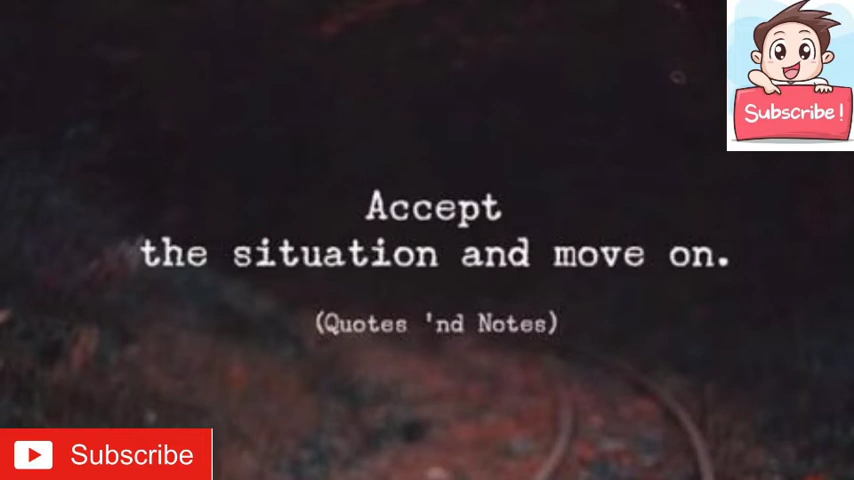 Subscribe!
Accept
the situation and move on.
(Quotes 'nd Notes)
Subscribe